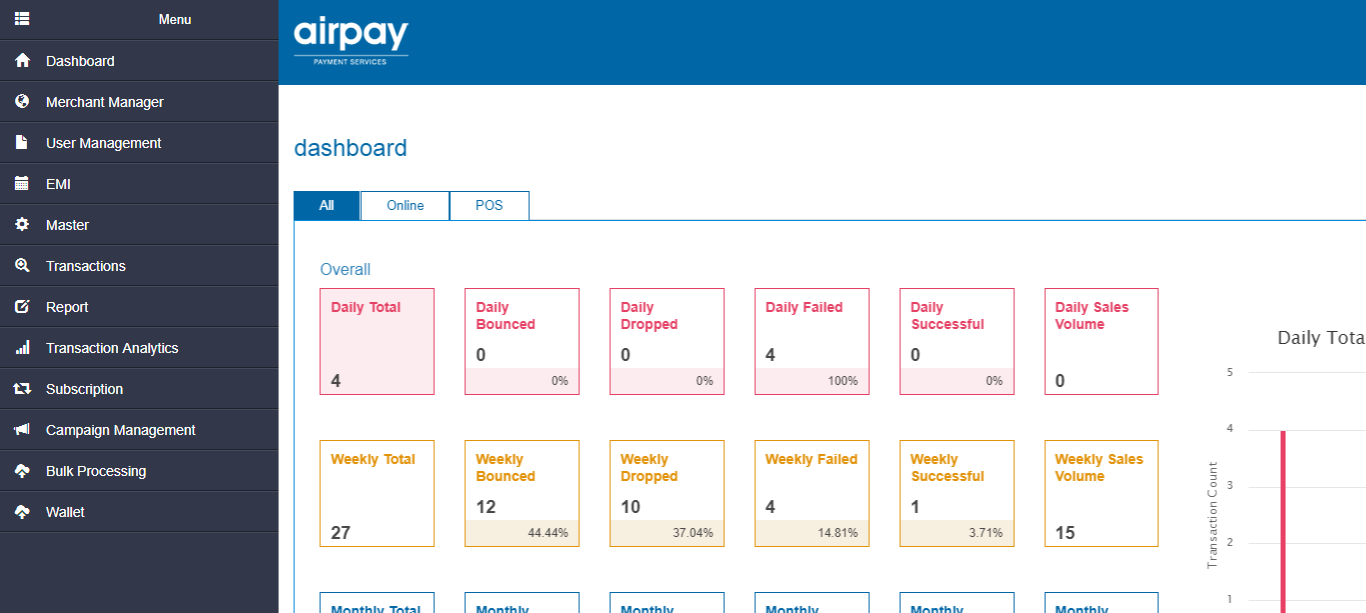 Menu
Dashboard
Merchant Manager
User Management
EMI
Master
Transactions
Report
Transaction Analytics
Subscription
Campaign Management
Bulk Processing
Wallet
airpay
PAYMENT SERVICES
dashboard
All Online POS
Overall
Daily Total
4
Daily
Bounced
0
0%
Daily
Dropped
0
0%
Daily Failed
4
100%
Daily
Successful
0
0%
Daily Sales
Volume
0
Weekly Total
27
Weekly
Bounced
12
44.44%
Weekly
Dropped
10
37.04%
Weekly Failed
4
14.81%
Weekly
Successful
1
3.71%
Weekly Sales
Volume
15
Monthly Total
Monthly
Monthly
Monthly
Monthly
Monthly
Daily Tota
5
4
3
2
1
Transaction Count